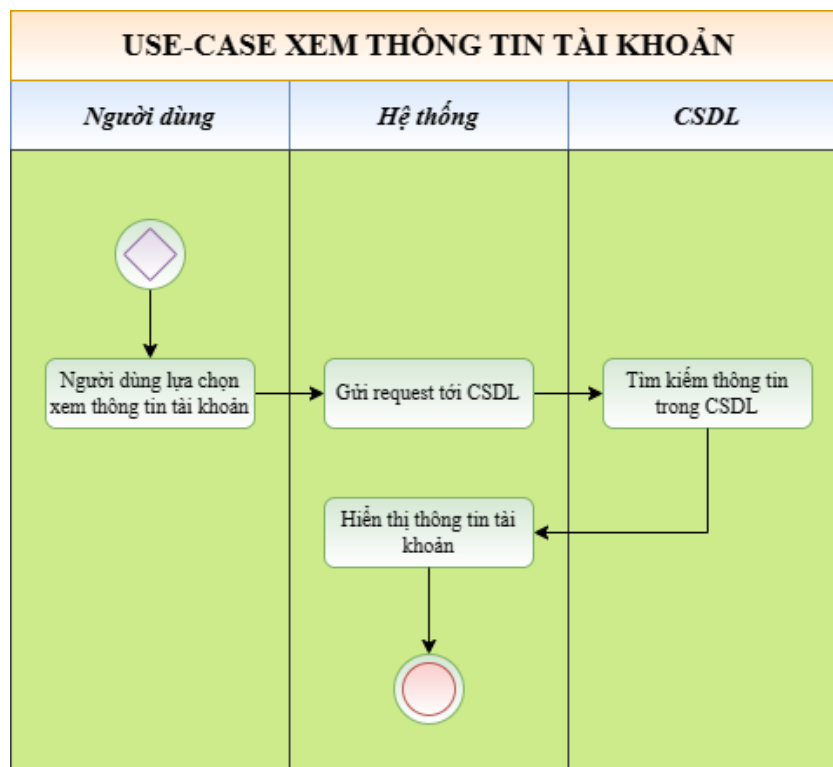 USE-CASE XEM THÔNG TIN TÀI KHOẢN
Người dùng
Hệ thống
CSDL
Người dùng lựa chọn
xem thông tin tài khoản
Gửi request tới CSDL
Tìm kiếm thông tin
trong CSDL
Hiển thị thông tin tài
khoản